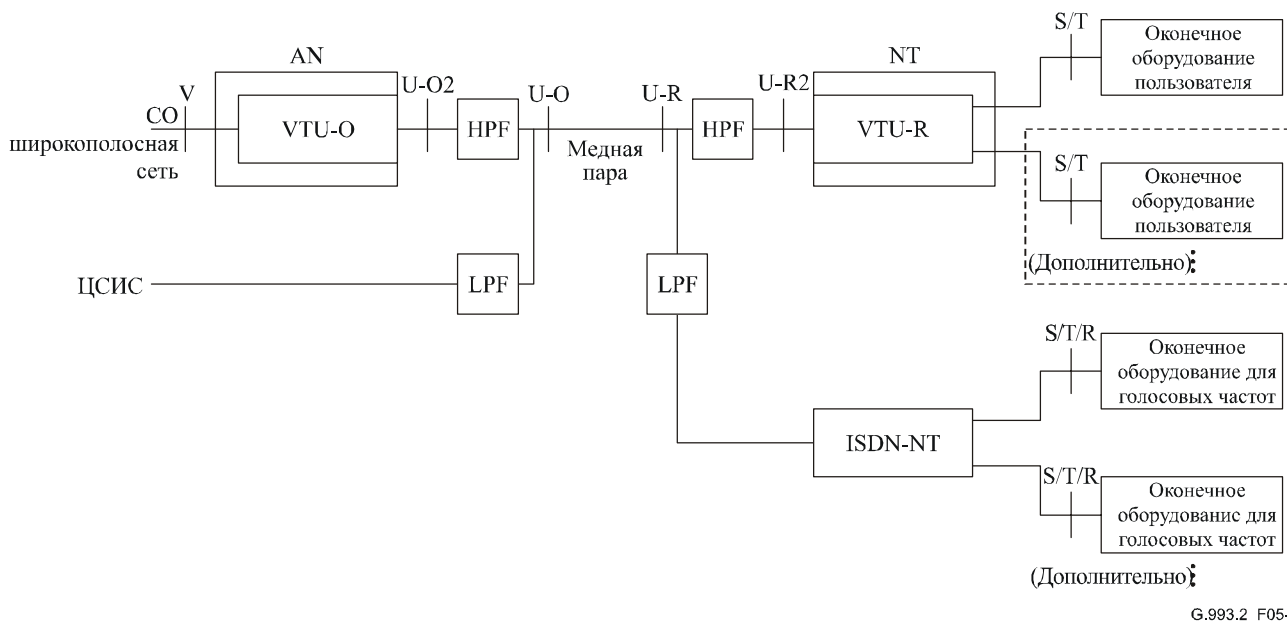 S/T
Оконечное
оборудование
пользователя
AN
NT
V
U-O2
U-O
U-R
U-R2
CO
широкополосная
сеть
VTU-O
HPF
Медная
пара
HPF
VTU-R
S/T
Оконечное
оборудование
пользователя
(Дополнительно)
ЦСИС
LPF
LPF
S/T/R
Оконечное
оборудование для
голосовых частот
ISDN-NT
S/T/R
Оконечное
оборудование для
голосовых частот
(Дополнительно)
G.993.2 F05-